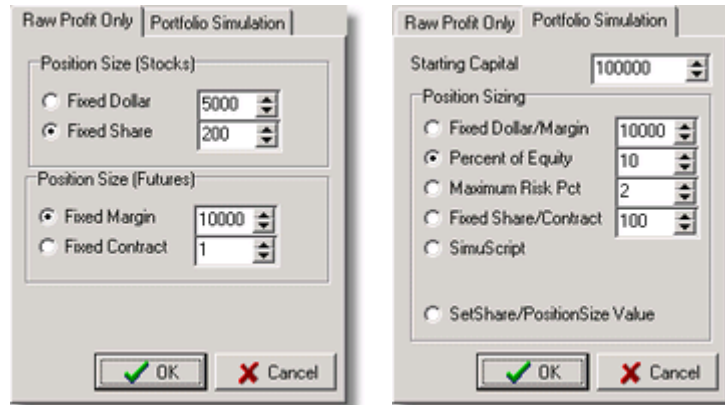 Raw Profit Only Portfolio Simulation
Position Size (Stocks)
Fixed Dollar 5000
Fixed Share 200
Position Size (Futures)
Fixed Margin 10000
Fixed Contract 1
OK Cancel
Raw Profit Only Portfolio Simulation
Starting Capital 100000
Position Sizing
Fixed Dollar/Margin 10000
Percent of Equity 10
Maximum Risk Pct 2
Fixed Share/Contract 100
SimuScript
SetShare/PositionSize Value
OK Cancel